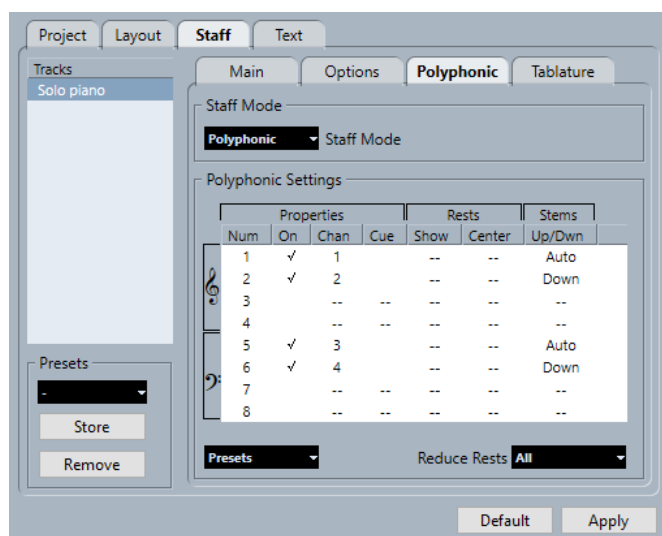 Project Layout Staff Text
Tracks
Solo piano
Main Options Polyphonic Tablature
Staff Mode
Polyphonic Staff Mode
Polyphonic Settings
Properties Rests Stems
Num On Chan Cue Show Center Up/Dwn
1 √ 1 -- -- Auto
2 √ 2 -- -- Down
3 -- -- -- -- --
4 -- -- -- -- --
5 √ 3 -- -- Auto
6 √ 4 -- -- Down
7 -- -- -- -- --
8 -- -- -- -- --
Presets
-
Store
Remove
Presets Reduce Rests All
Default Apply